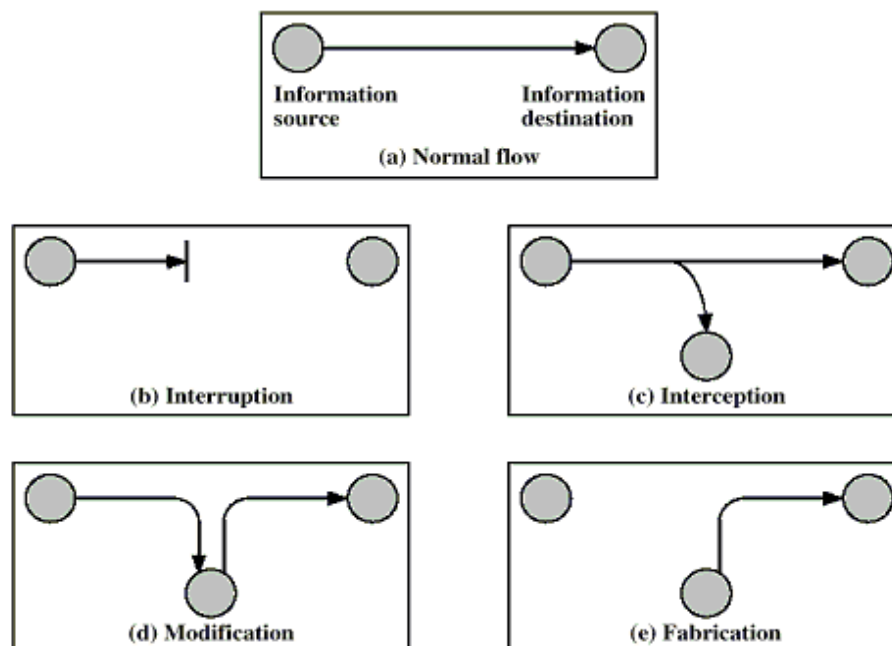 Information
source
Information
destination
(a) Normal flow
(b) Interruption
(c) Interception
(d) Modification
(e) Fabrication